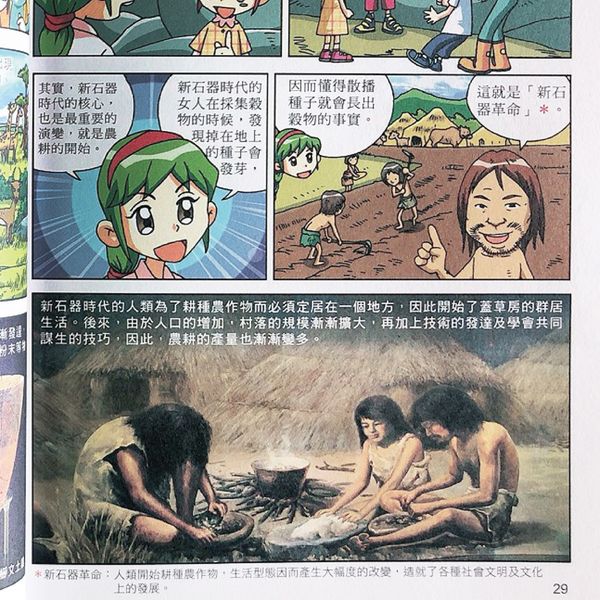 其實，新石器
時代的核心，
也是最重要的
演變，就是農
耕的開始。
新石器時代的
女人在採集穀
物的時候，發
現掉在地上
的種子會
發芽，
因而懂得散播
種子就會長出
穀物的事實。
這就是「新石
器革命」*。
新石器時代的人類為了耕種農作物而必須定居在一個地方，因此開始了蓋草房的群居
生活。後來，由於人口的增加，村落的規模漸漸擴大，再加上技術的發達及學會共同
謀生的技巧，因此，農耕的產量也漸漸變多。
*新石器革命：人類開始耕種農作物，生活型態因而產生大幅度的改變，造就了各種社會文明及文化
上的發展。
29
漸發達
粉末等